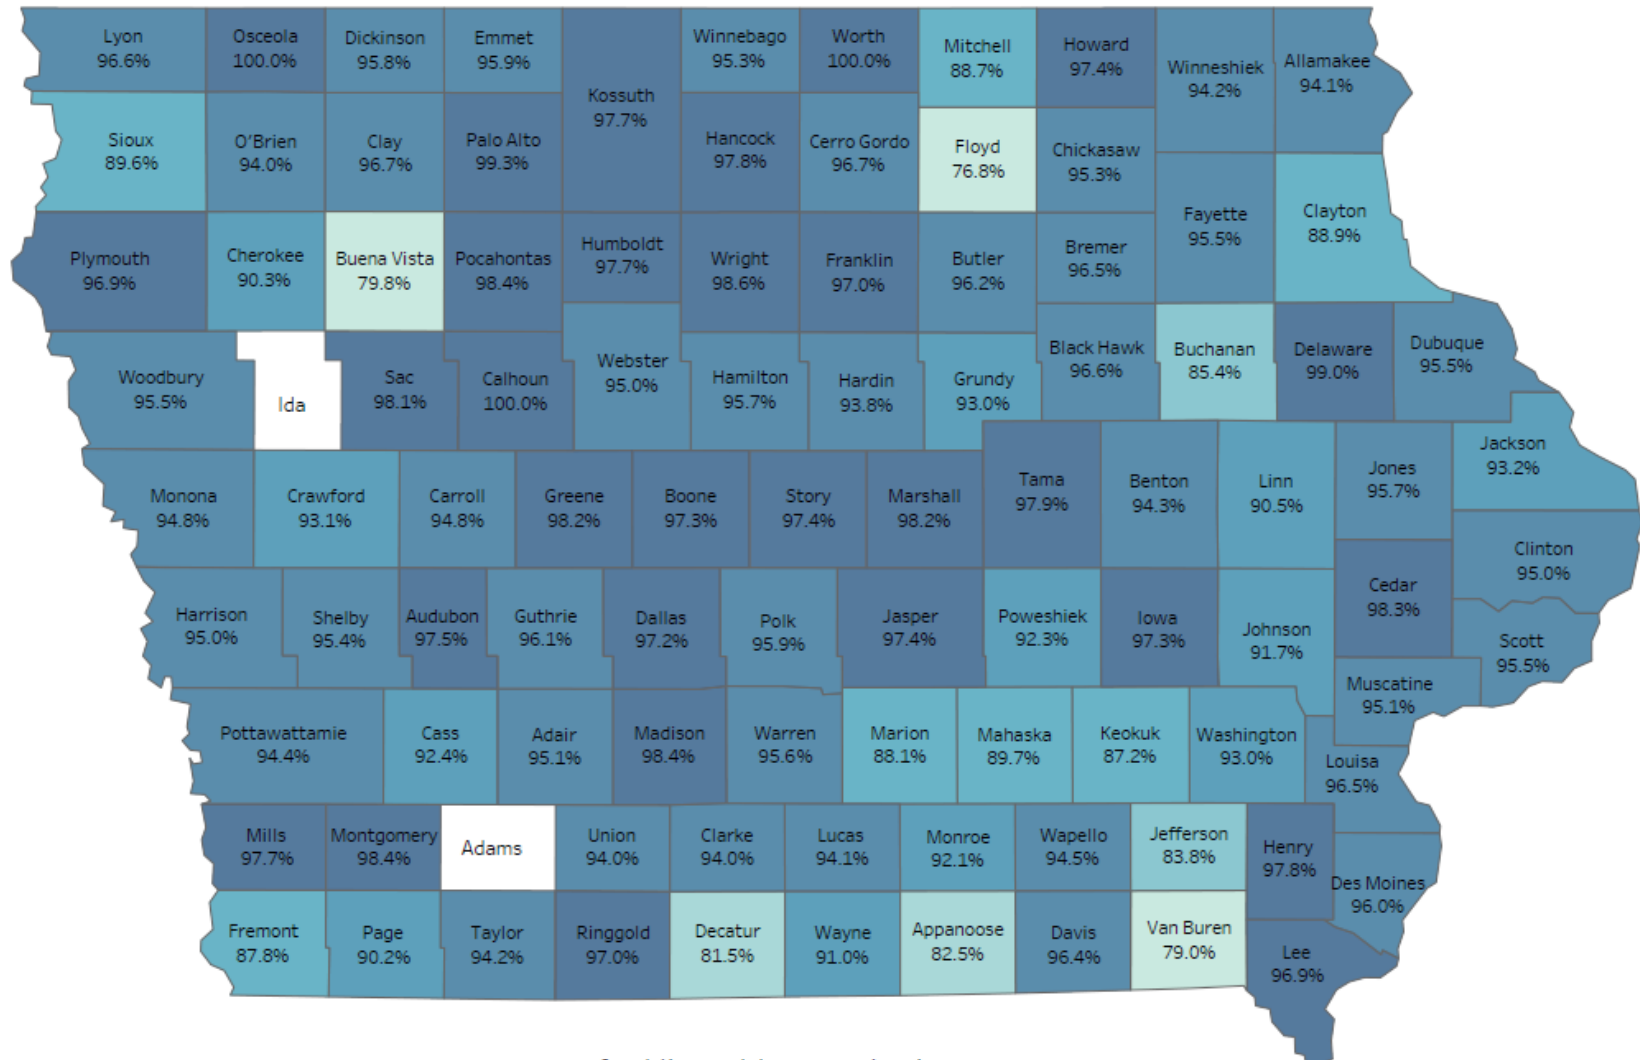 Lyon
96.6%
Osceola
100.0%
Dickinson
95.8%
Emmet
95.9%
Kossuth
97.7%
Winnebago
95.3%
Worth
100.0%
Mitchell
88.7%
Howard
97.4%
Winneshiek
94.2%
Allamakee
94.1%
Sioux
89.6%
O'Brien
94.0%
Clay
96.7%
Palo Alto
99.3%
Hancock
97.8%
Cerro Gordo
96.7%
Floyd
76.8%
Chickasaw
95.3%
Fayette
95.5%
Clayton
88.9%
Plymouth
96.9%
Cherokee
90.3%
Buena Vista
79.8%
Pocahontas
98.4%
Humboldt
97.7%
Wright
98.6%
Franklin
97.0%
Butler
96.2%
Bremer
96.5%
Woodbury
95.5%
Ida
Sac
98.1%
Calhoun
100.0%
Webster
95.0%
Hamilton
95.7%
Hardin
93.8%
Grundy
93.0%
Black Hawk
96.6%
Buchanan
85.4%
Delaware
99.0%
Dubuque
95.5%
Monona
94.8%
Crawford
93.1%
Carroll
94.8%
Greene
98.2%
Boone
97.3%
Story
97.4%
Marshall
98.2%
Tama
97.9%
Benton
94.3%
Linn
90.5%
Jones
95.7%
Jackson
93.2%
Clinton
95.0%
Harrison
95.0%
Shelby
95.4%
Audubon
97.5%
Guthrie
96.1%
Dallas
97.2%
Polk
95.9%
Jasper
97.4%
Poweshiek
92.3%
Iowa
97.3%
Johnson
91.7%
Cedar
98.3%
Scott
95.5%
Muscatine
95.1%
Pottawattamie
94.4%
Cass
92.4%
Adair
95.1%
Madison
98.4%
Warren
95.6%
Marion
88.1%
Mahaska
89.7%
Keokuk
87.2%
Washington
93.0%
Louisa
96.5%
Mills
97.7%
Montgomery
98.4%
Adams
Union
94.0%
Clarke
94.0%
Lucas
94.1%
Monroe
92.1%
Wapello
94.5%
Jefferson
83.8%
Henry
97.8%
Des Moines
96.0%
Fremont
87.8%
Page
90.2%
Taylor
94.2%
Ringgold
97.0%
Decatur
81.5%
Wayne
91.0%
Appanoose
82.5%
Davis
96.4%
Van Buren
79.0%
Lee
96.9%